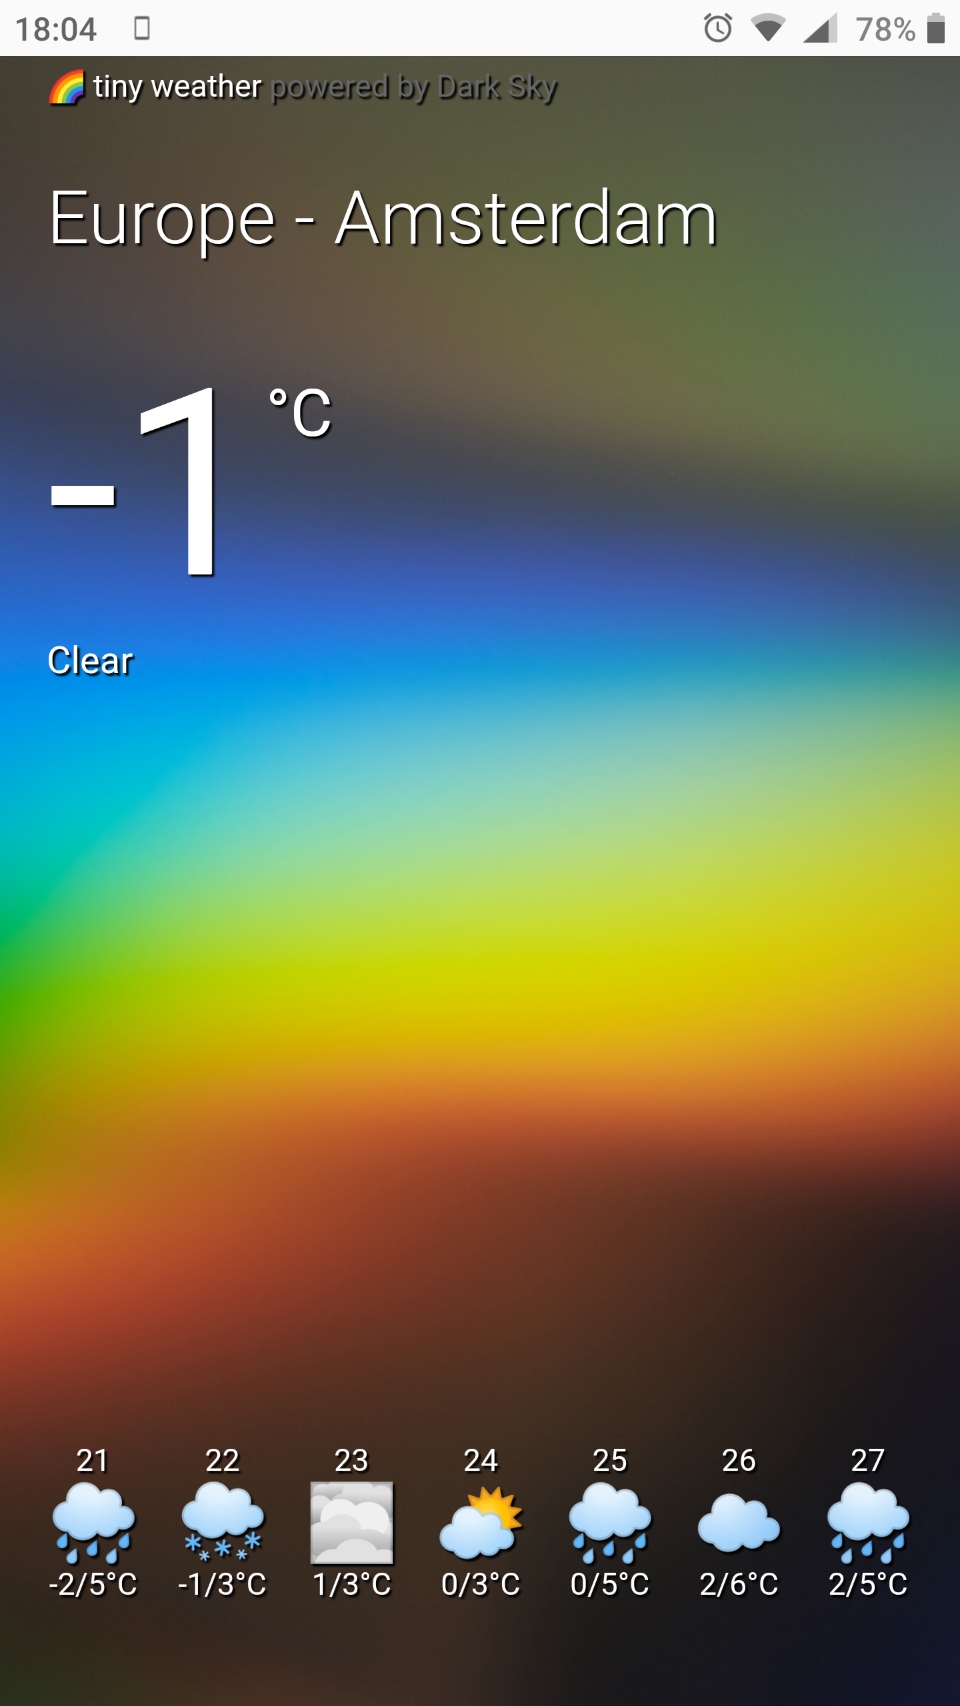 18:04 78%
tiny weather powered by Dark Sky
Europe - Amsterdam
-1 °C
Clear
21 22 23 24 25 26 27
-2/5°C -1/3°C 1/3°C 0/3°C 0/5°C 2/6°C 2/5°C